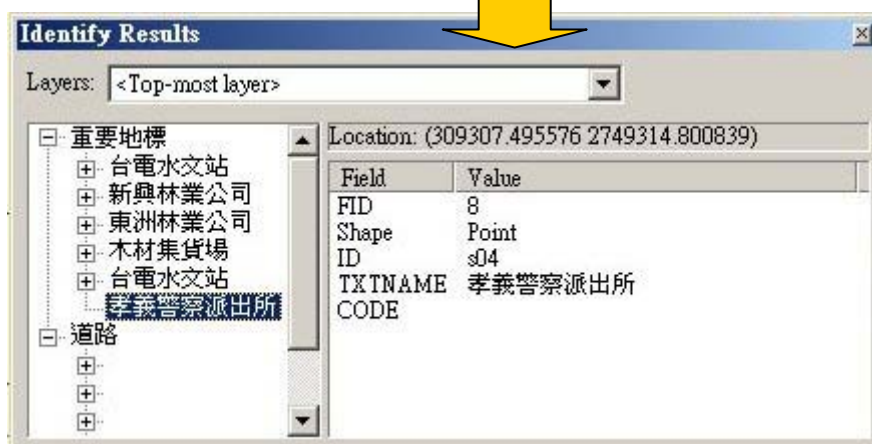 Identify Results
Layers: <Top-most layer>
重要地標
台電水文站
新興林業公司
東洲林業公司
木材集貨場
台電水文站
孝義警察派出所
道路
Location: (309307.495576 2749314.800839)
Field Value
FID 8
Shape Point
ID s04
TXTNAME 孝義警察派出所
CODE